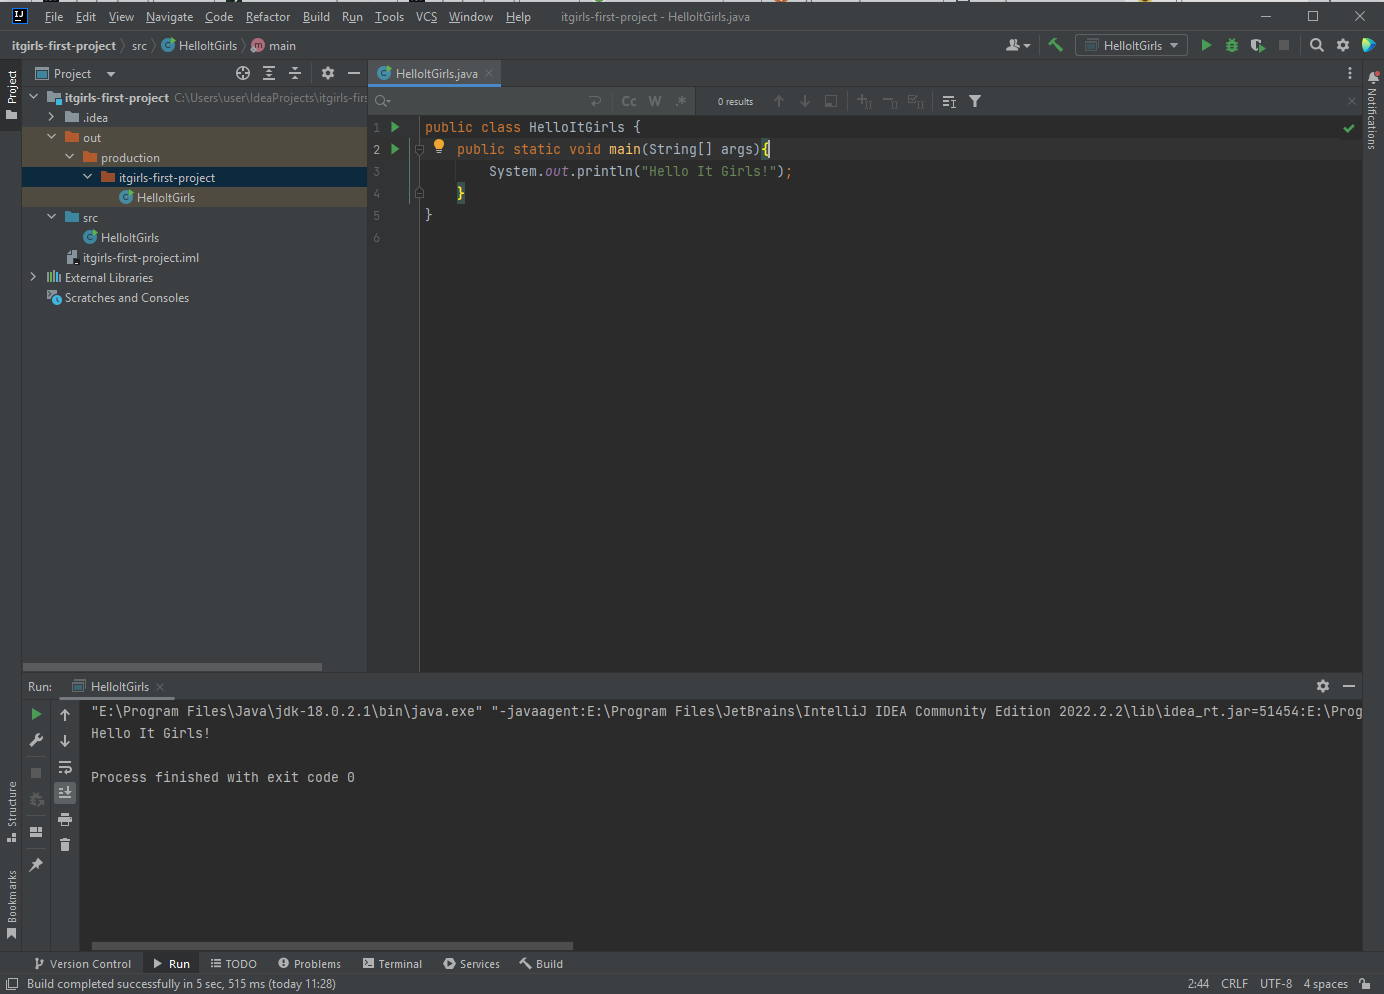 IJ File Edit View Navigate Code Refactor Build Run Tools VCS Window Help itgirls-first-project - HelloItGirls.java
itgirls-first-project src HelloItGirls m main HelloItGirls
Project
Project
HelloItGirls.java
Notifications
itgirls-first-project C:\Users\user\IdeaProjects\itgirls-firs
.idea
out
production
itgirls-first-project
HelloItGirls
src
HelloItGirls
itgirls-first-project.iml
External Libraries
Scratches and Consoles
Cc W .* 0 results
1 public class HelloItGirls {
2 public static void main(String[] args){
3 System.out.println("Hello It Girls!");
4 }
5 }
6
Run: HelloItGirls
"E:\Program Files\Java\jdk-18.0.2.1\bin\java.exe" "-javaagent:E:\Program Files\JetBrains\IntelliJ IDEA Community Edition 2022.2.2\lib\idea_rt.jar=51454:E:\Prog
Hello It Girls!
Process finished with exit code 0
Structure
Bookmarks
Version Control Run TODO Problems Terminal Services Build
Build completed successfully in 5 sec, 515 ms (today 11:28) 2:44 CRLF UTF-8 4 spaces